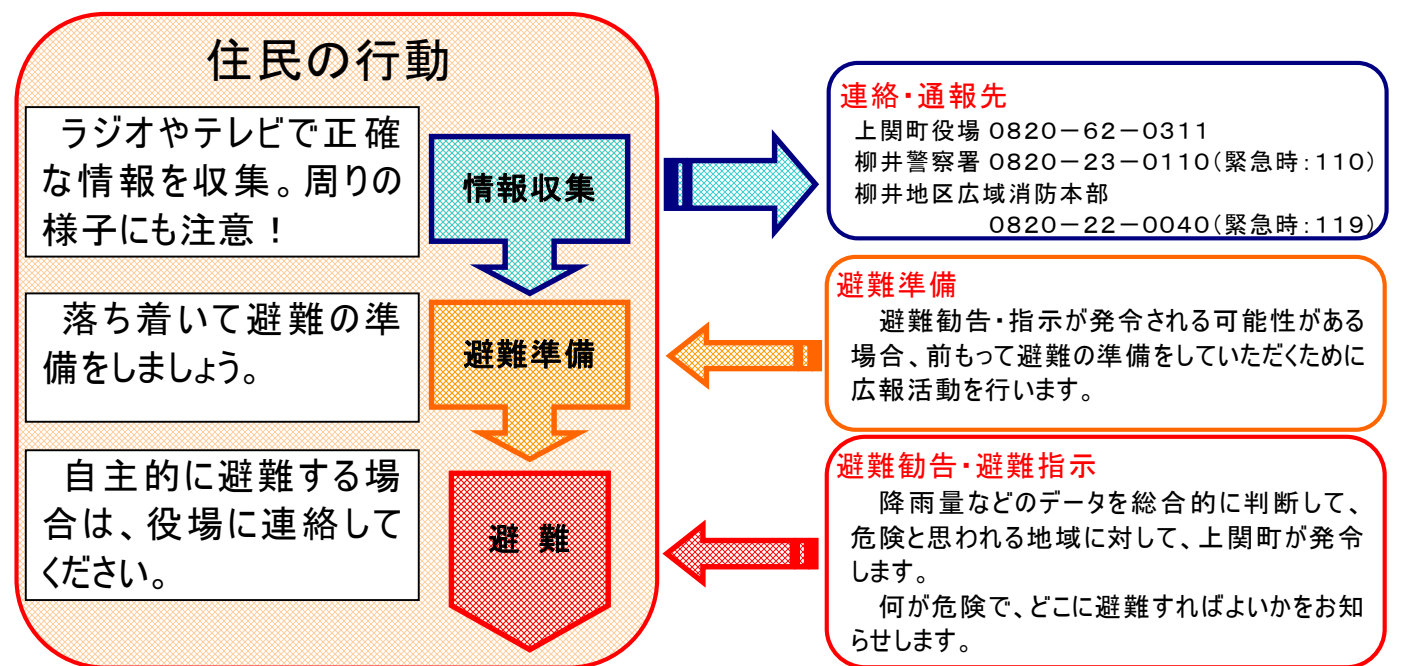 住民の行動
ラジオやテレビで正確
な情報を収集。周りの
様子にも注意！
情報収集
連絡・通報先
上関町役場 0820－62－0311
柳井警察署 0820－23－0110(緊急時：110)
柳井地区広域消防本部
0820－22－0040(緊急時：119)
落ち着いて避難の準
備をしましょう。
避難準備
避難準備
避難勧告・指示が発令される可能性がある
場合、前もって避難の準備をしていただくために
広報活動を行います。
自主的に避難する場
合は、役場に連絡して
ください。
避 難
避難勧告・避難指示
降雨量などのデータを総合的に判断して、
危険と思われる地域に対して、上関町が発令
します。
何が危険で、どこに避難すればよいかをお知
らせします。